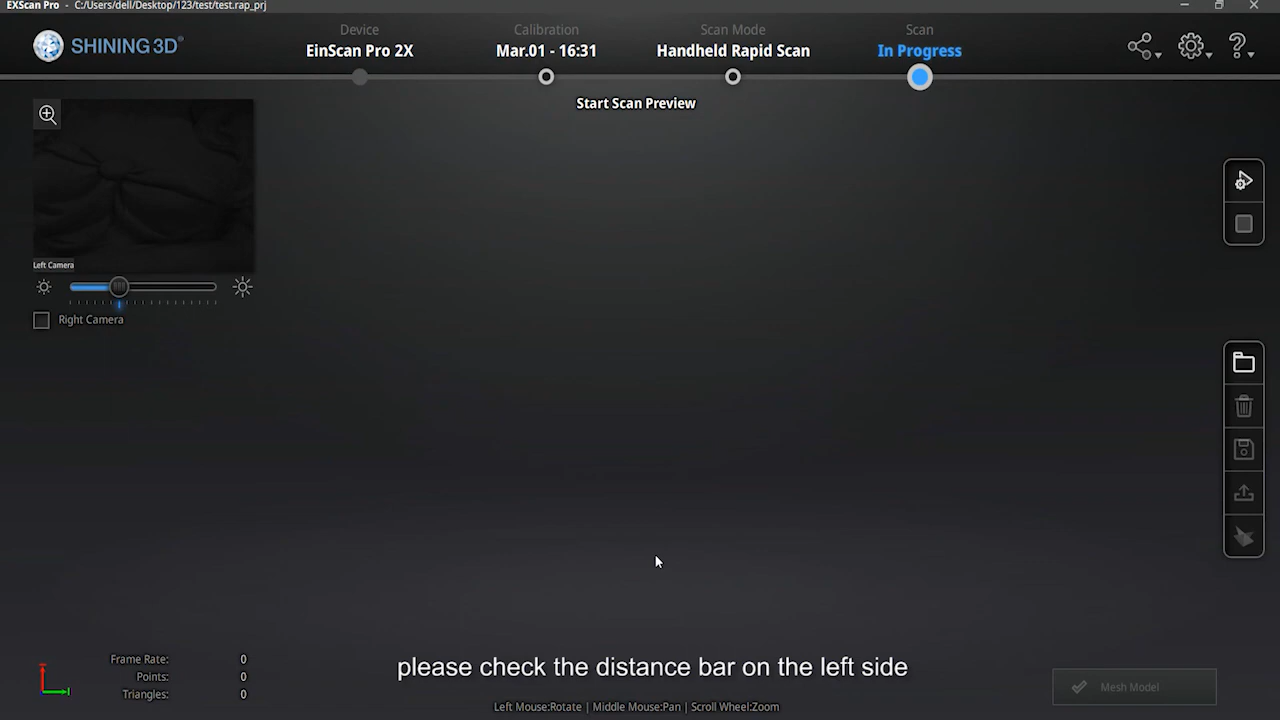 EXScan Pro - C:/Users/dell/Desktop/123/test/test.rap_prj
SHINING 3D®
Device
EinScan Pro 2X
Calibration
Mar.01 - 16:31
Scan Mode
Handheld Rapid Scan
Scan
In Progress
Start Scan Preview
Left Camera
Right Camera
Frame Rate: 0
Points: 0
Triangles: 0
please check the distance bar on the left side
Mesh Model
Left Mouse:Rotate | Middle Mouse:Pan | Scroll Wheel:Zoom